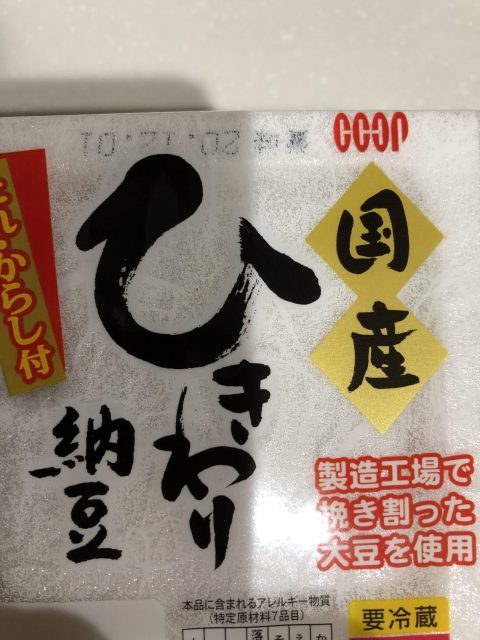 COOP
国産
ひきわり
納豆
たれ・からし付
製造工場で
挽き割った
大豆を使用
本品に含まれるアレルギー物質
(特定原材料7品目)
要冷蔵